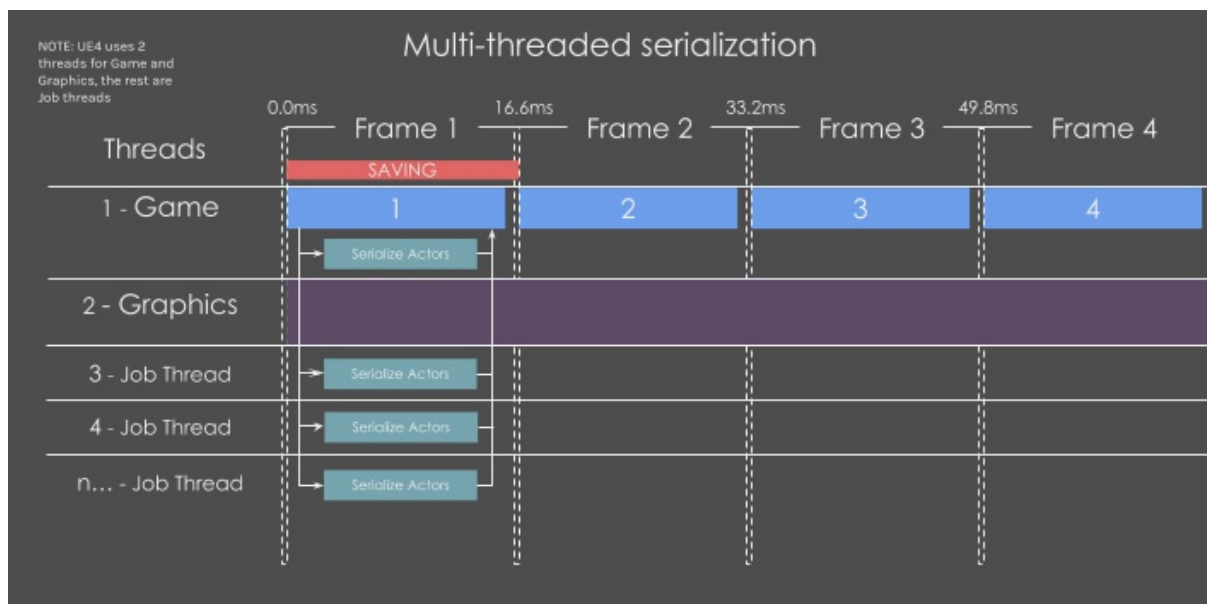 NOTE: UE4 uses 2
threads for Game and
Graphics, the rest are
Job threads
Multi-threaded serialization
0.0ms
16.6ms
33.2ms
49.8ms
Frame 1
Frame 2
Frame 3
Frame 4
Threads
SAVING
1 - Game
1
2
3
4
Serialize Actors
2 - Graphics
3 - Job Thread
Serialize Actors
4 - Job Thread
Serialize Actors
n... - Job Thread
Serialize Actors